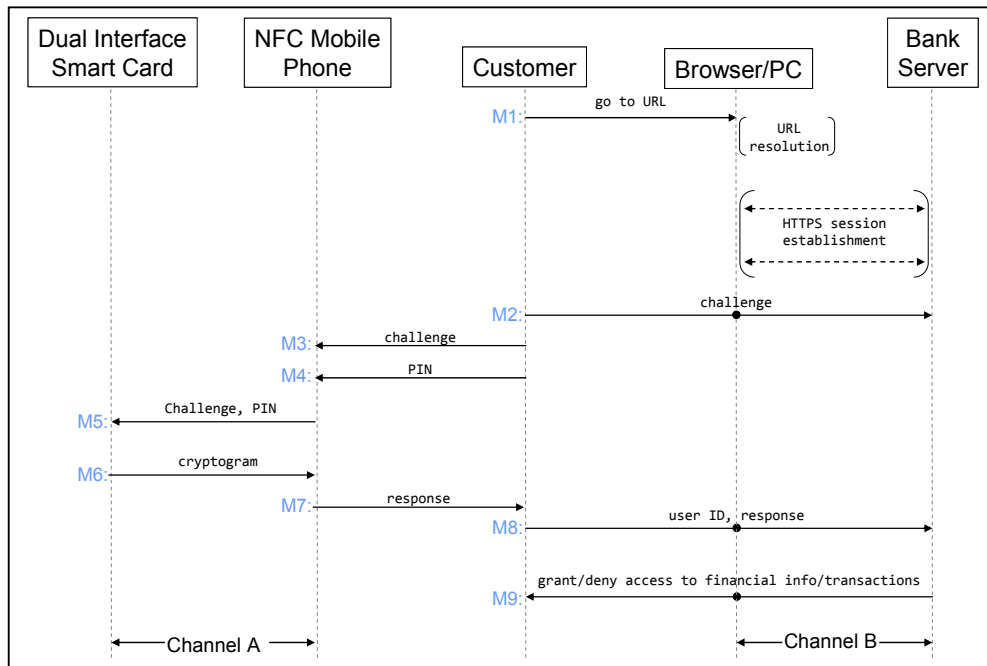 Dual Interface
Smart Card
NFC Mobile
Phone
Customer
Browser/PC
Bank
Server
M1:
go to URL
URL
resolution
HTTPS session
establishment
M2:
challenge
M3:
challenge
M4:
PIN
M5:
Challenge, PIN
M6:
cryptogram
M7:
response
M8:
user ID, response
grant/deny access to financial info/transactions
M9:
Channel A
Channel B